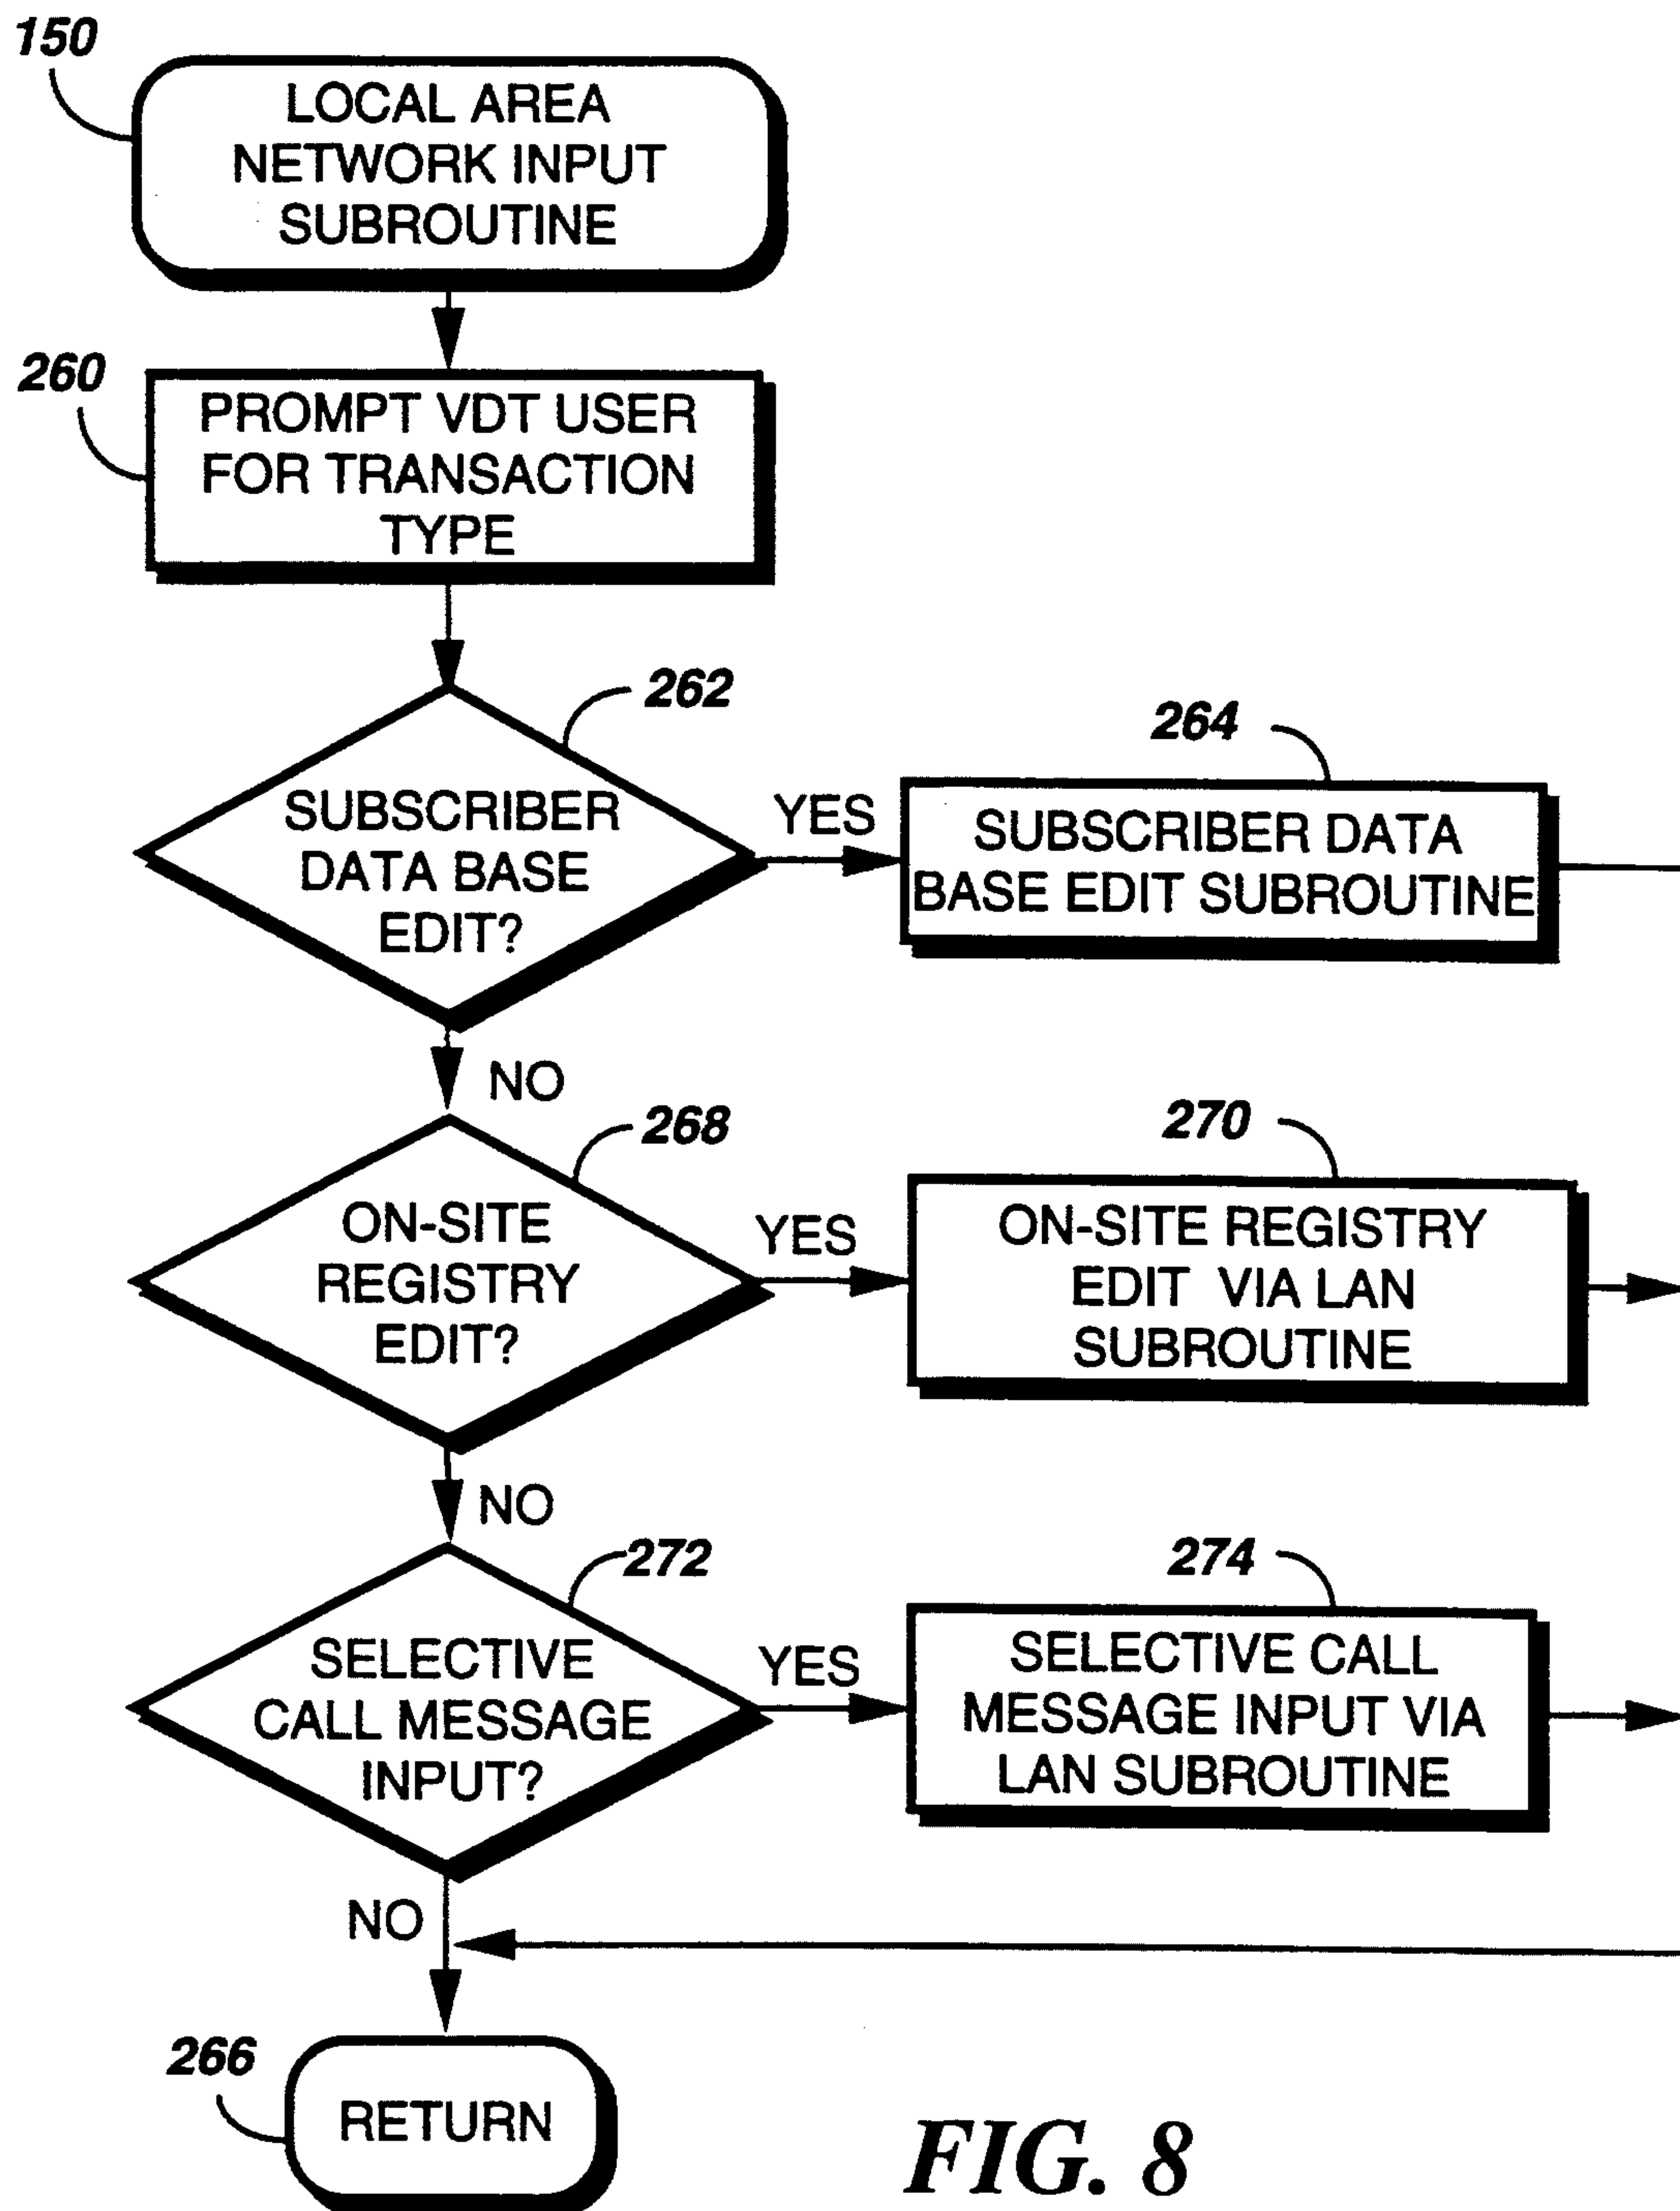 150
LOCAL AREA
NETWORK INPUT
SUBROUTINE
260
PROMPT VDT USER
FOR TRANSACTION
TYPE
262
SUBSCRIBER
DATA BASE
EDIT?
YES
264
SUBSCRIBER DATA
BASE EDIT SUBROUTINE
NO
268
ON-SITE
REGISTRY
EDIT?
YES
270
ON-SITE REGISTRY
EDIT VIA LAN
SUBROUTINE
NO
272
SELECTIVE
CALL MESSAGE
INPUT?
YES
274
SELECTIVE CALL
MESSAGE INPUT VIA
LAN SUBROUTINE
NO
266
RETURN
FIG. 8